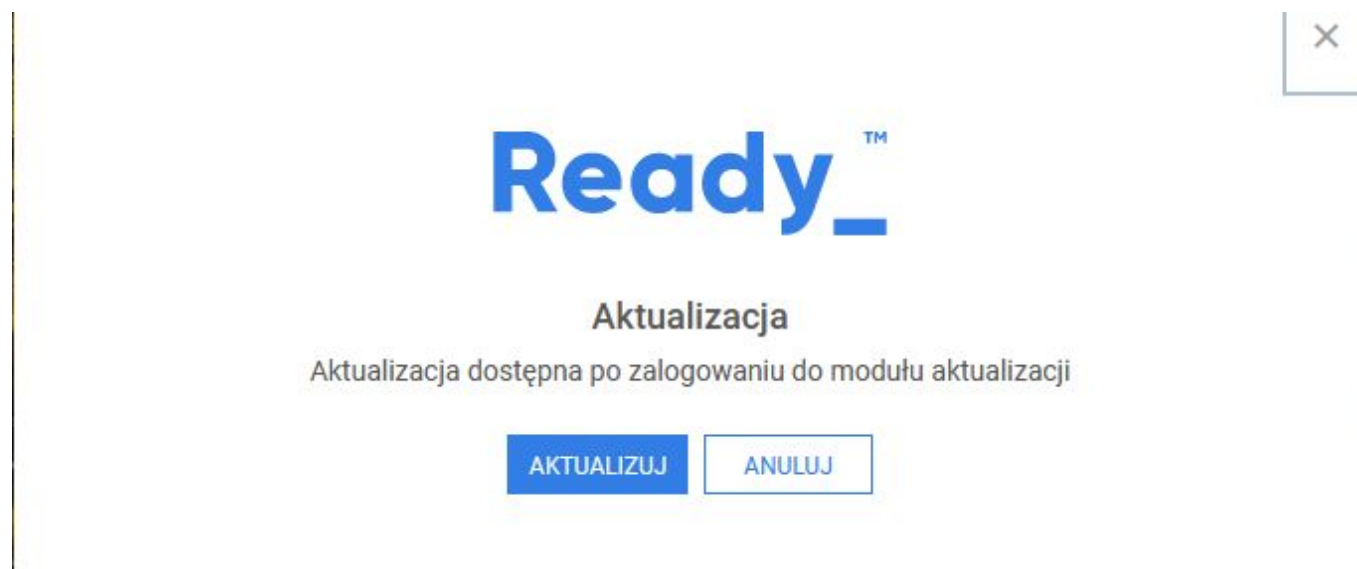 Ready_™
Aktualizacja
Aktualizacja dostępna po zalogowaniu do modułu aktualizacji
AKTUALIZUJ ANULUJ